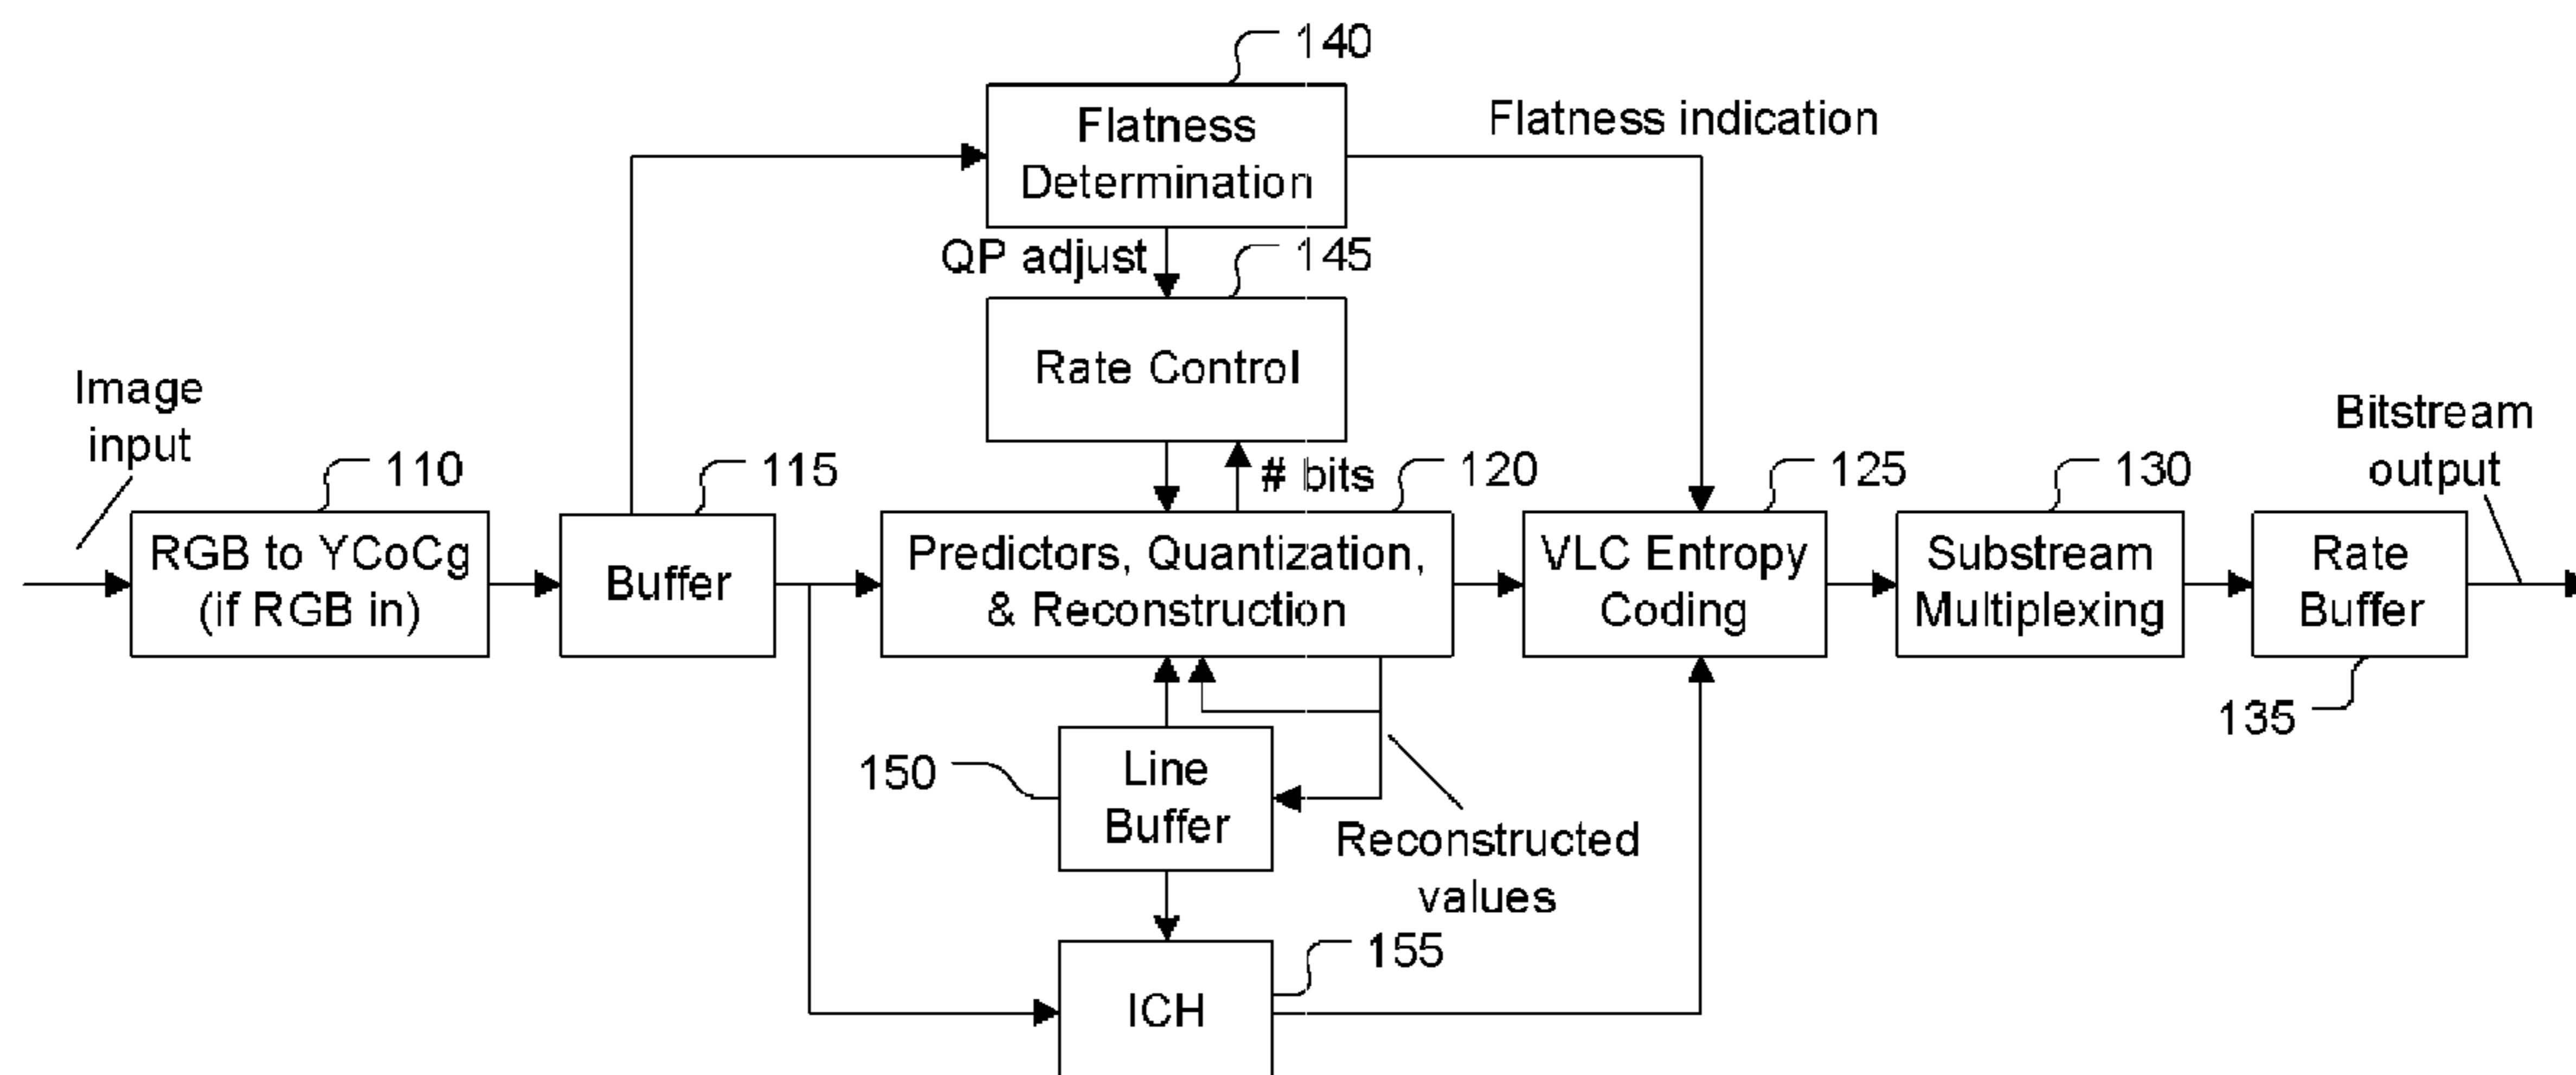 140
Flatness
Determination
Flatness indication
QP adjust
145
Rate Control
Image
input
110
115
# bits
120
125
130
Bitstream
output
RGB to YCoCg
(if RGB in)
Buffer
Predictors, Quantization,
& Reconstruction
VLC Entropy
Coding
Substream
Multiplexing
Rate
Buffer
135
150
Line
Buffer
Reconstructed
values
155
ICH